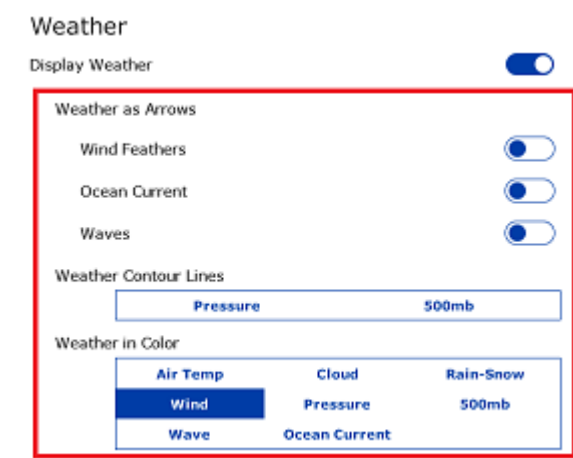 Weather
Display Weather
Weather as Arrows
Wind Feathers
Ocean Current
Waves
Weather Contour Lines
Pressure 500mb
Weather in Color
Air Temp Cloud Rain-Snow
Wind Pressure 500mb
Wave Ocean Current